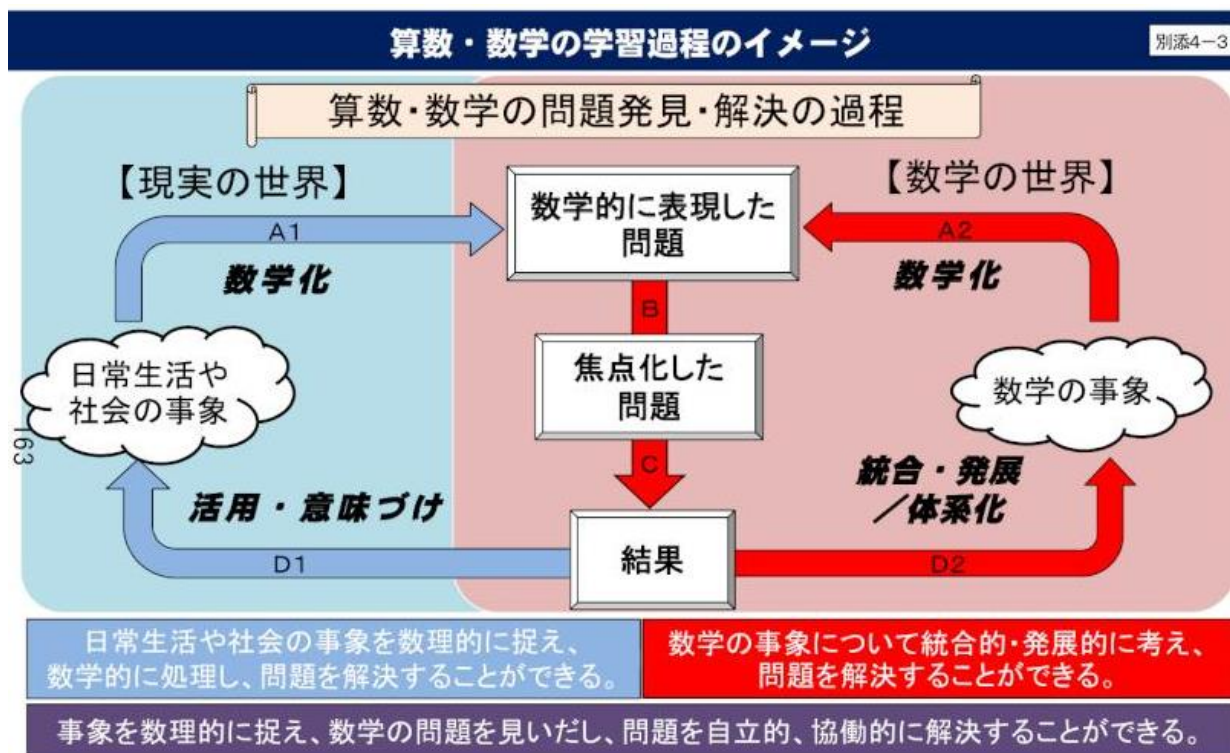 算数・数学の学習過程のイメージ
別添4－3
算数・数学の問題発見・解決の過程
【現実の世界】
【数学の世界】
数学的に表現した
問題
A1
A2
数学化
数学化
B
日常生活や
社会の事象
焦点化した
問題
数学の事象
163
C
活用・意味づけ
統合・発展
／体系化
結果
D1
D2
日常生活や社会の事象を数理的に捉え、
数学的に処理し、問題を解決することができる。
数学の事象について統合的・発展的に考え、
問題を解決することができる。
事象を数理的に捉え、数学の問題を見いだし、問題を自立的、協働的に解決することができる。